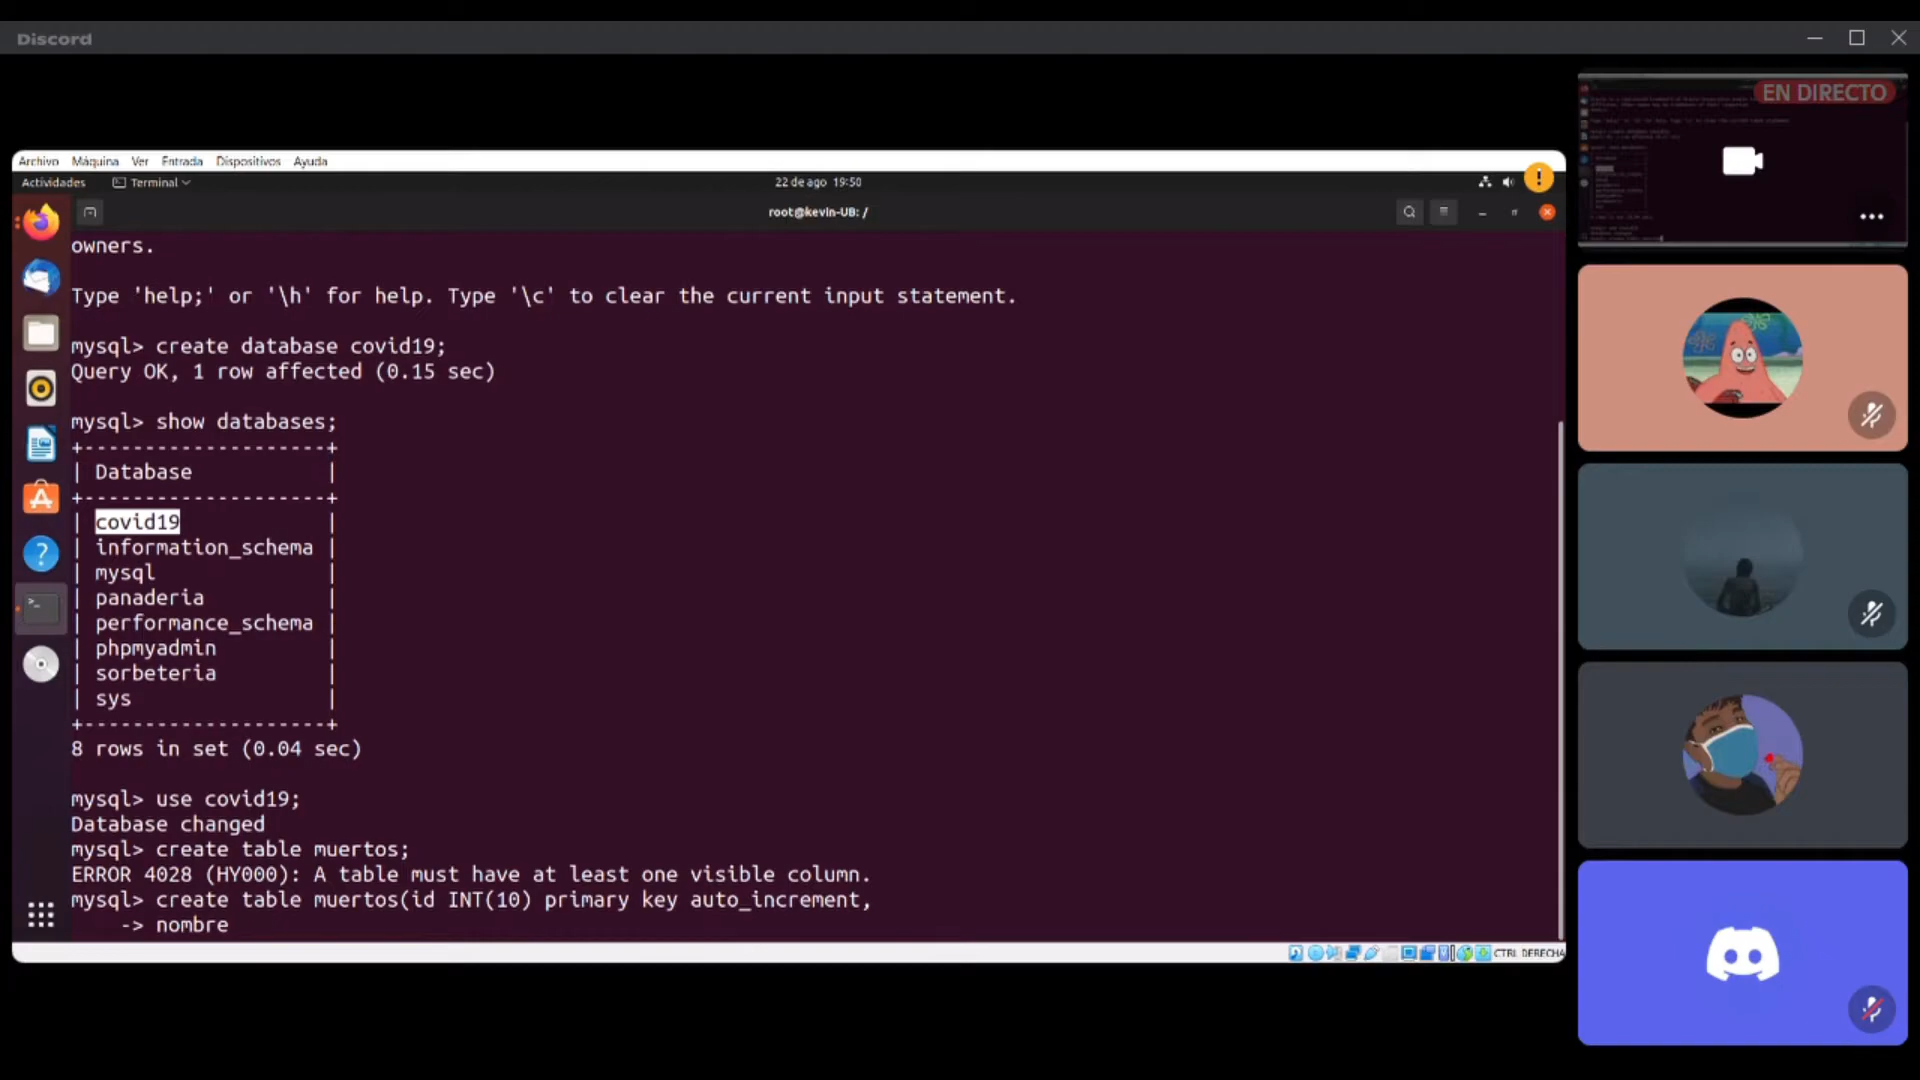 Discord
EN DIRECTO
Archivo Máquina Ver Entrada Dispositivos Ayuda
Actividades Terminal 22 de ago 19:50
root@kevin-UB: /
owners.
Type 'help;' or '\h' for help. Type '\c' to clear the current input statement.
mysql> create database covid19;
Query OK, 1 row affected (0.15 sec)
mysql> show databases;
+--------------------+
| Database           |
+--------------------+
| covid19            |
| information_schema |
| mysql              |
| panaderia          |
| performance_schema |
| phpmyadmin         |
| sorbeteria         |
| sys                |
+--------------------+
8 rows in set (0.04 sec)
mysql> use covid19;
Database changed
mysql> create table muertos;
ERROR 4028 (HY000): A table must have at least one visible column.
mysql> create table muertos(id INT(10) primary key auto_increment,
    -> nombre
CTRL DERECHA